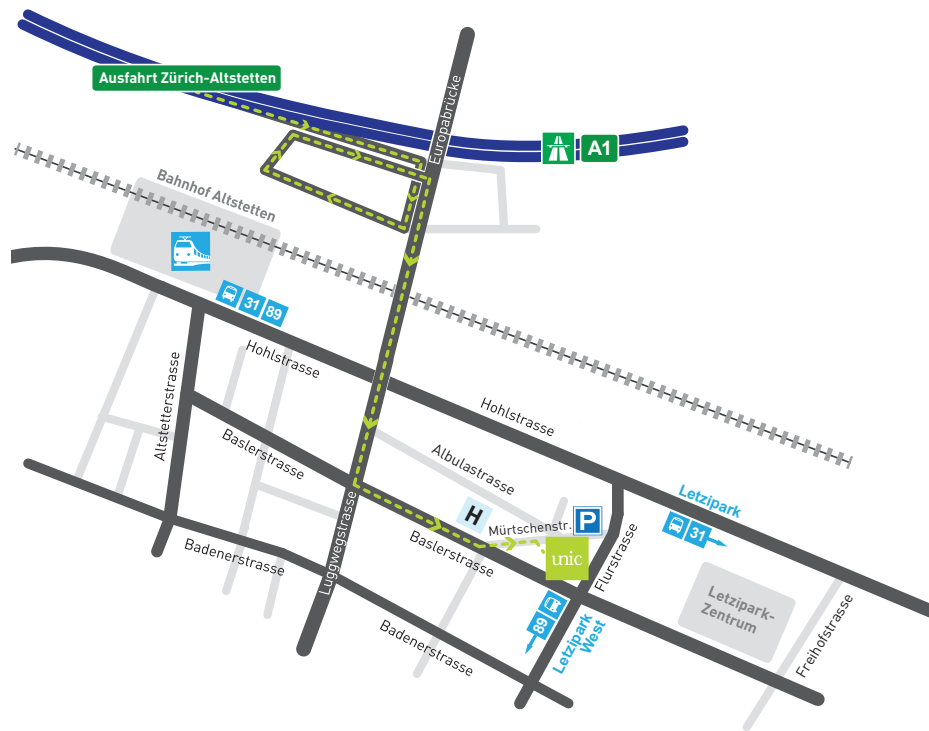 Ausfahrt Zürich-Altstetten
Europabrücke
A1
Bahnhof Altstetten
31
89
Hohlstrasse
Hohlstrasse
Altstetterstrasse
Baslerstrasse
Albulastrasse
Letzipark
31
H
Mürtschenstr.
P
Baslerstrasse
unic
Flurstrasse
Luggwegstrasse
Badenerstrasse
Letzipark-
Zentrum
Freihofstrasse
89
Letzipark
West
Badenerstrasse